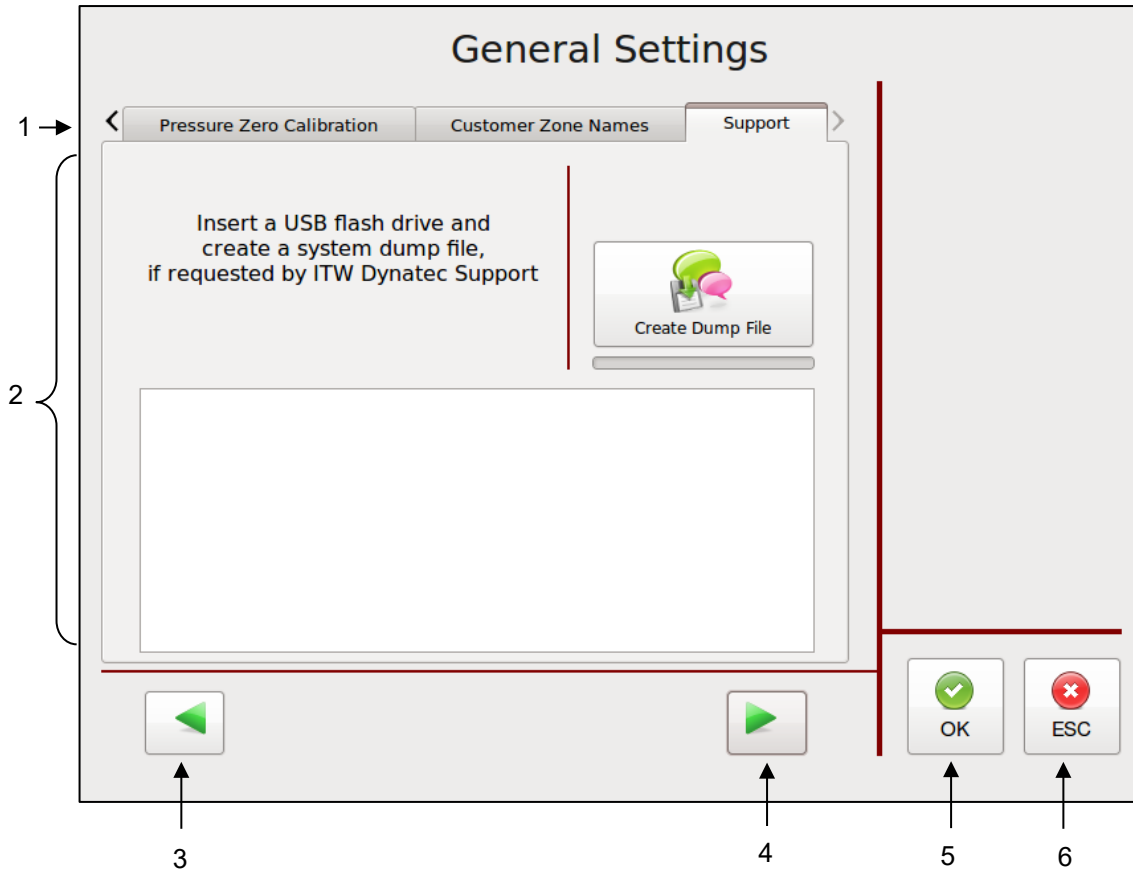 General Settings
1
Pressure Zero Calibration
Customer Zone Names
Support
2
Insert a USB flash drive and
create a system dump file,
if requested by ITW Dynatec Support
Create Dump File
OK
ESC
3
4
5
6